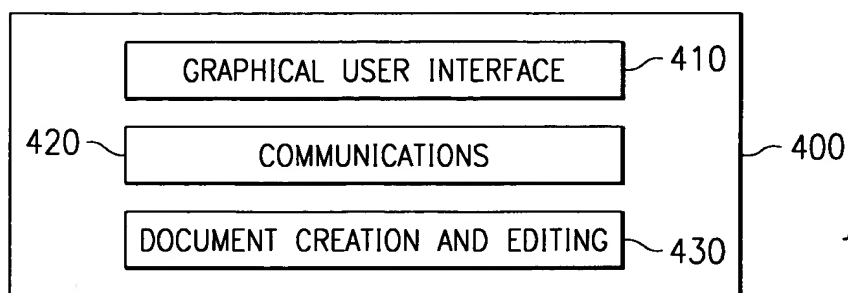 GRAPHICAL USER INTERFACE 410
420 COMMUNICATIONS 400
DOCUMENT CREATION AND EDITING 430